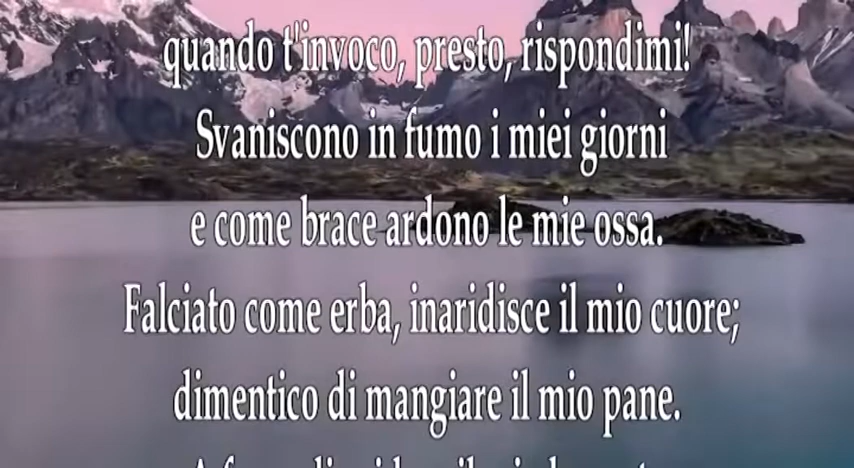 quando t'invoco, presto, rispondimi!
Svaniscono in fumo i miei giorni
e come brace ardono le mie ossa.
Falciato come erba, inaridisce il mio cuore;
dimentico di mangiare il mio pane.